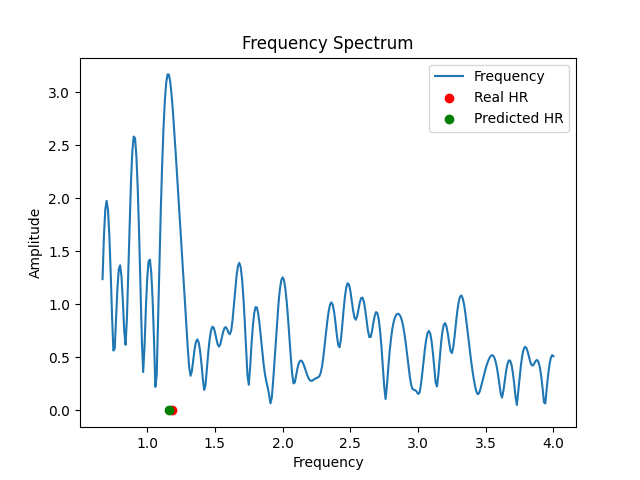 Frequency Spectrum
Frequency
Real HR
Predicted HR
Amplitude
3.0
2.5
2.0
1.5
1.0
0.5
0.0
1.0 1.5 2.0 2.5 3.0 3.5 4.0
Frequency